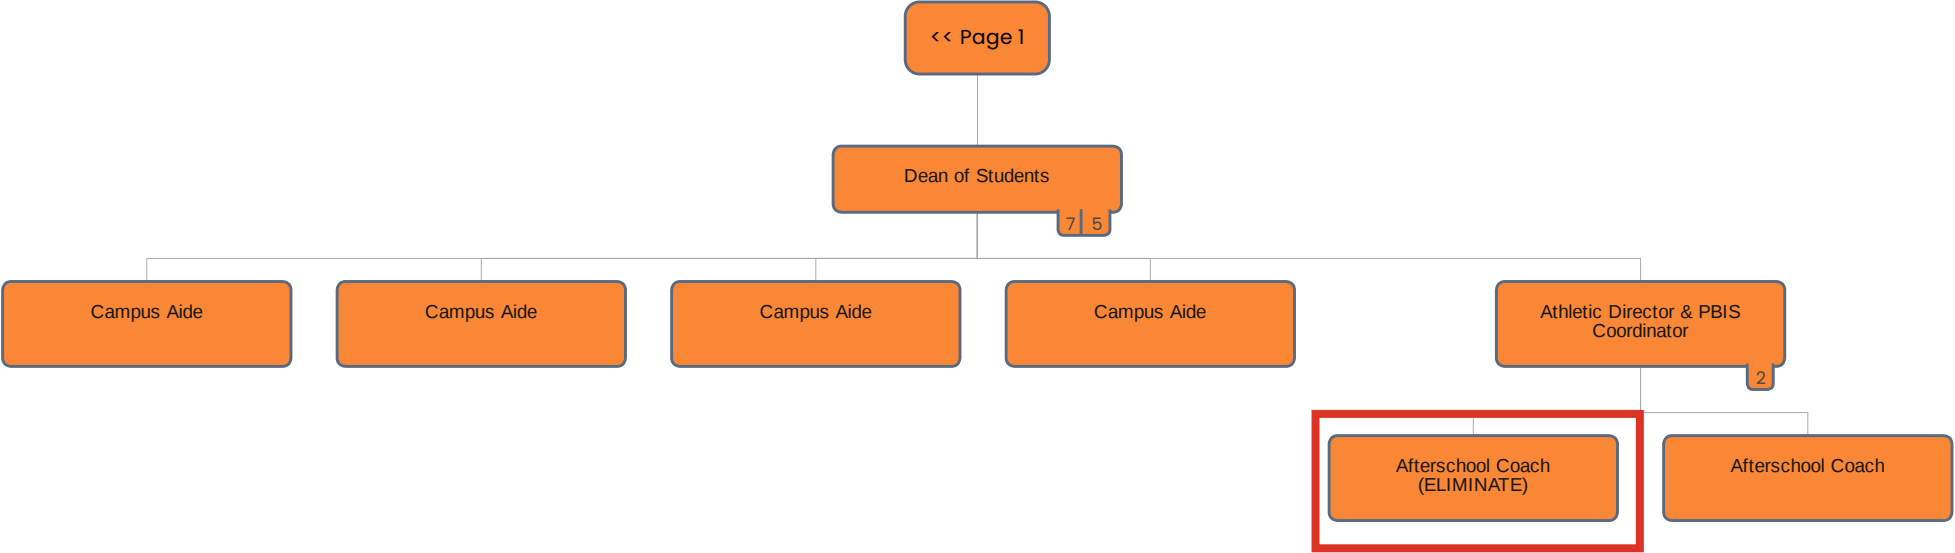 << Page 1
Dean of Students
7 5
Campus Aide
Campus Aide
Campus Aide
Campus Aide
Athletic Director & PBIS
Coordinator
2
Afterschool Coach
(ELIMINATE)
Afterschool Coach